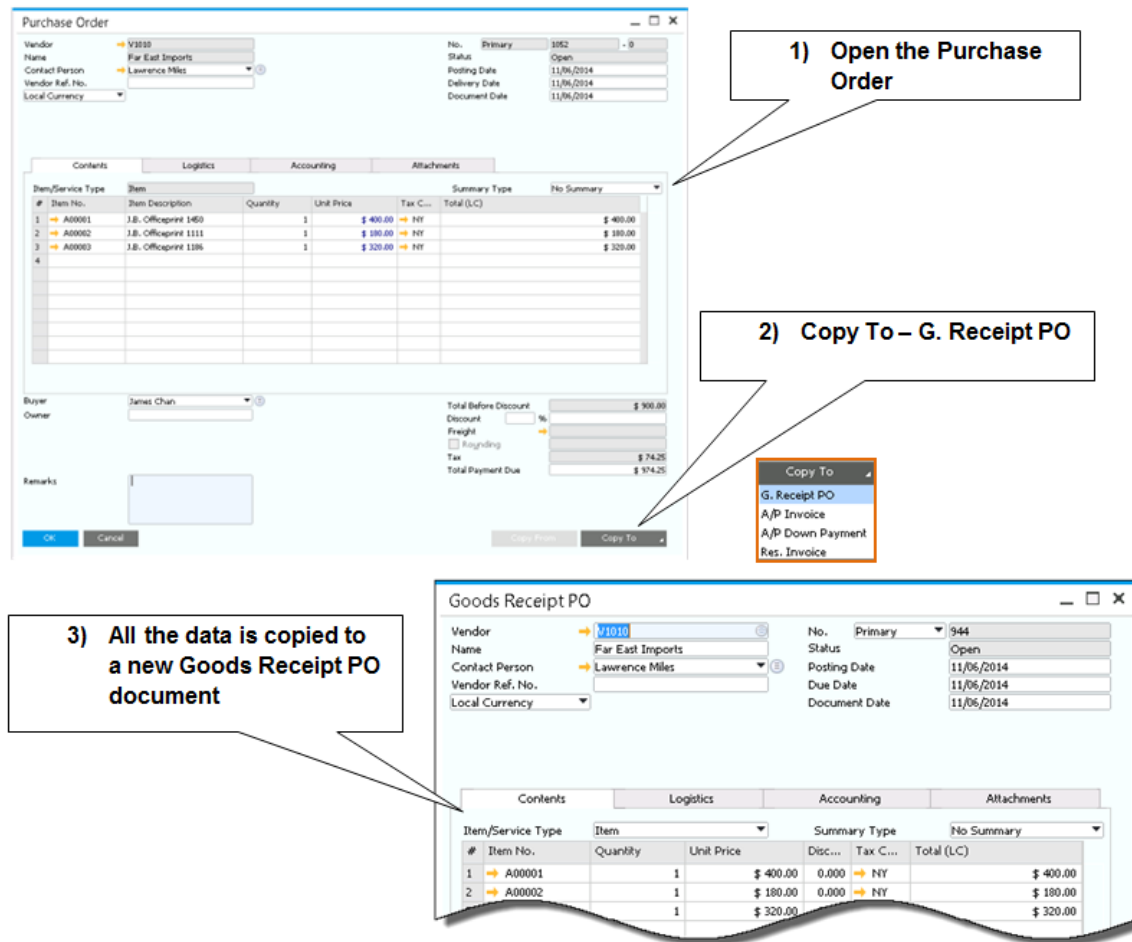 Purchase Order
Vendor V1010 No. Primary 1052 - 0
Name Far East Imports Status Open
Contact Person Lawrence Miles Posting Date 11/06/2014
Vendor Ref. No. Delivery Date 11/06/2014
Local Currency Document Date 11/06/2014
1) Open the Purchase
Order
Contents Logistics Accounting Attachments
Item/Service Type Item Summary Type No Summary
# Item No. Item Description Quantity Unit Price Tax C... Total (LC)
1 A00001 J.B. Officeprint 1450 1 $ 400.00 NY $ 400.00
2 A00002 J.B. Officeprint 1111 1 $ 180.00 NY $ 180.00
3 A00003 J.B. Officeprint 1186 1 $ 320.00 NY $ 320.00
4
2) Copy To – G. Receipt PO
Buyer James Chan Total Before Discount $ 900.00
Owner Discount %
Freight
Rounding
Tax $ 74.25
Total Payment Due $ 974.25
Remarks
OK Cancel Copy From Copy To
Copy To
G. Receipt PO
A/P Invoice
A/P Down Payment
Res. Invoice
3) All the data is copied to
a new Goods Receipt PO
document
Goods Receipt PO
Vendor V1010 No. Primary 944
Name Far East Imports Status Open
Contact Person Lawrence Miles Posting Date 11/06/2014
Vendor Ref. No. Due Date 11/06/2014
Local Currency Document Date 11/06/2014
Contents Logistics Accounting Attachments
Item/Service Type Item Summary Type No Summary
# Item No. Quantity Unit Price Disc... Tax C... Total (LC)
1 A00001 1 $ 400.00 0.000 NY $ 400.00
2 A00002 1 $ 180.00 0.000 NY $ 180.00
1 $ 320.00 $ 320.00